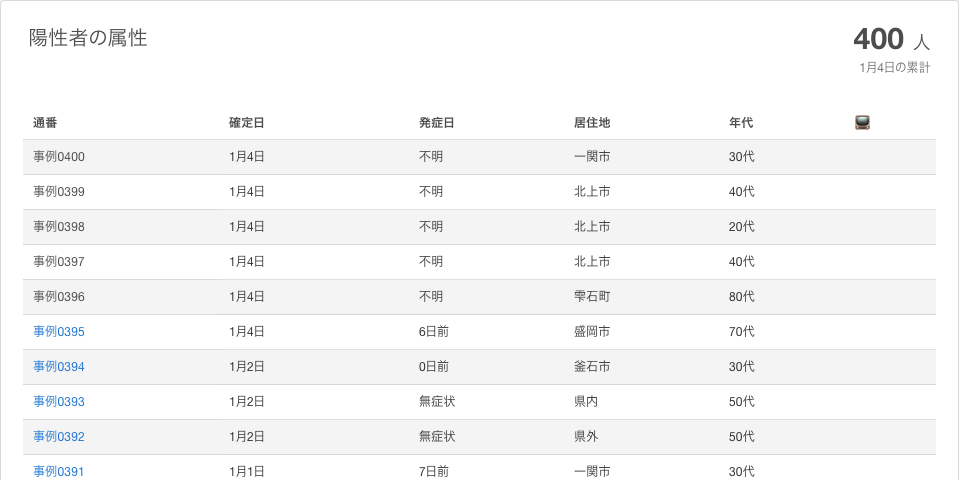 陽性者の属性
400 人
1月4日の累計
通番 確定日 発症日 居住地 年代
事例0400 1月4日 不明 一関市 30代
事例0399 1月4日 不明 北上市 40代
事例0398 1月4日 不明 北上市 20代
事例0397 1月4日 不明 北上市 40代
事例0396 1月4日 不明 雫石町 80代
事例0395 1月4日 6日前 盛岡市 70代
事例0394 1月2日 0日前 釜石市 30代
事例0393 1月2日 無症状 県内 50代
事例0392 1月2日 無症状 県外 50代
事例0391 1月1日 7日前 一関市 30代